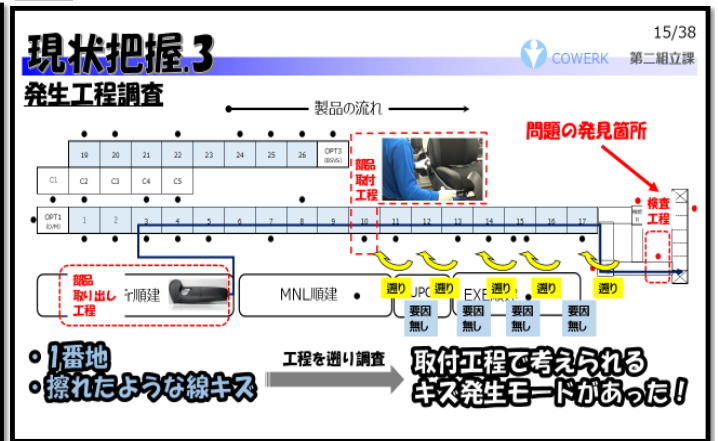 15/38
現状把握.3
COWERK 第二組立課
発生工程調査
製品の流れ
問題の発見箇所
19 20 21 22 23 24 25 26 OPT3
部品
取付
工程
C1 C2 C3 C4 C5
検査
工程
OPT1 1 2 3 4 5 6 7 8 9 10 11 12 13 14 15 16 17
部品
取り出し
工程
r順建
MNL順建
遡り 遡り 遡り 遡り 遡り
要因
無し
要因
無し
要因
無し
要因
無し
・1番地
・擦れたような線キズ
工程を遡り調査
取付工程で考えられる
キズ発生モードがあった!